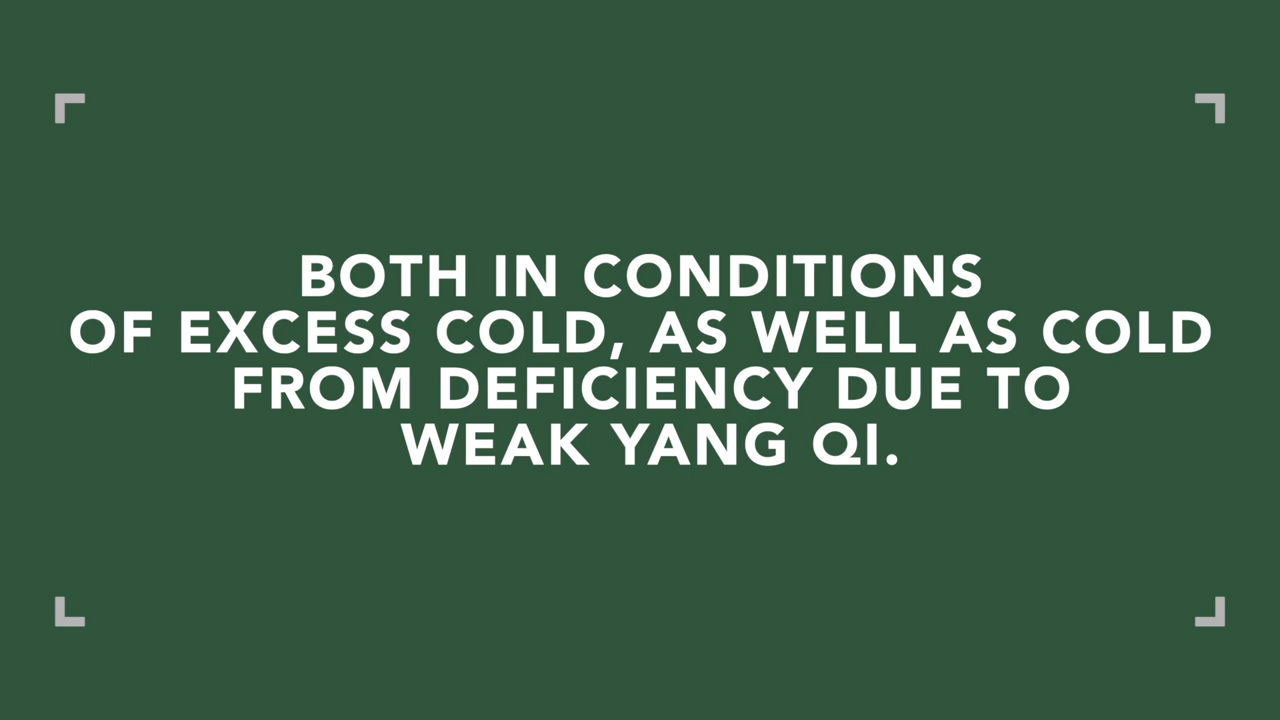 BOTH IN CONDITIONS
OF EXCESS COLD, AS WELL AS COLD
FROM DEFICIENCY DUE TO
WEAK YANG QI.